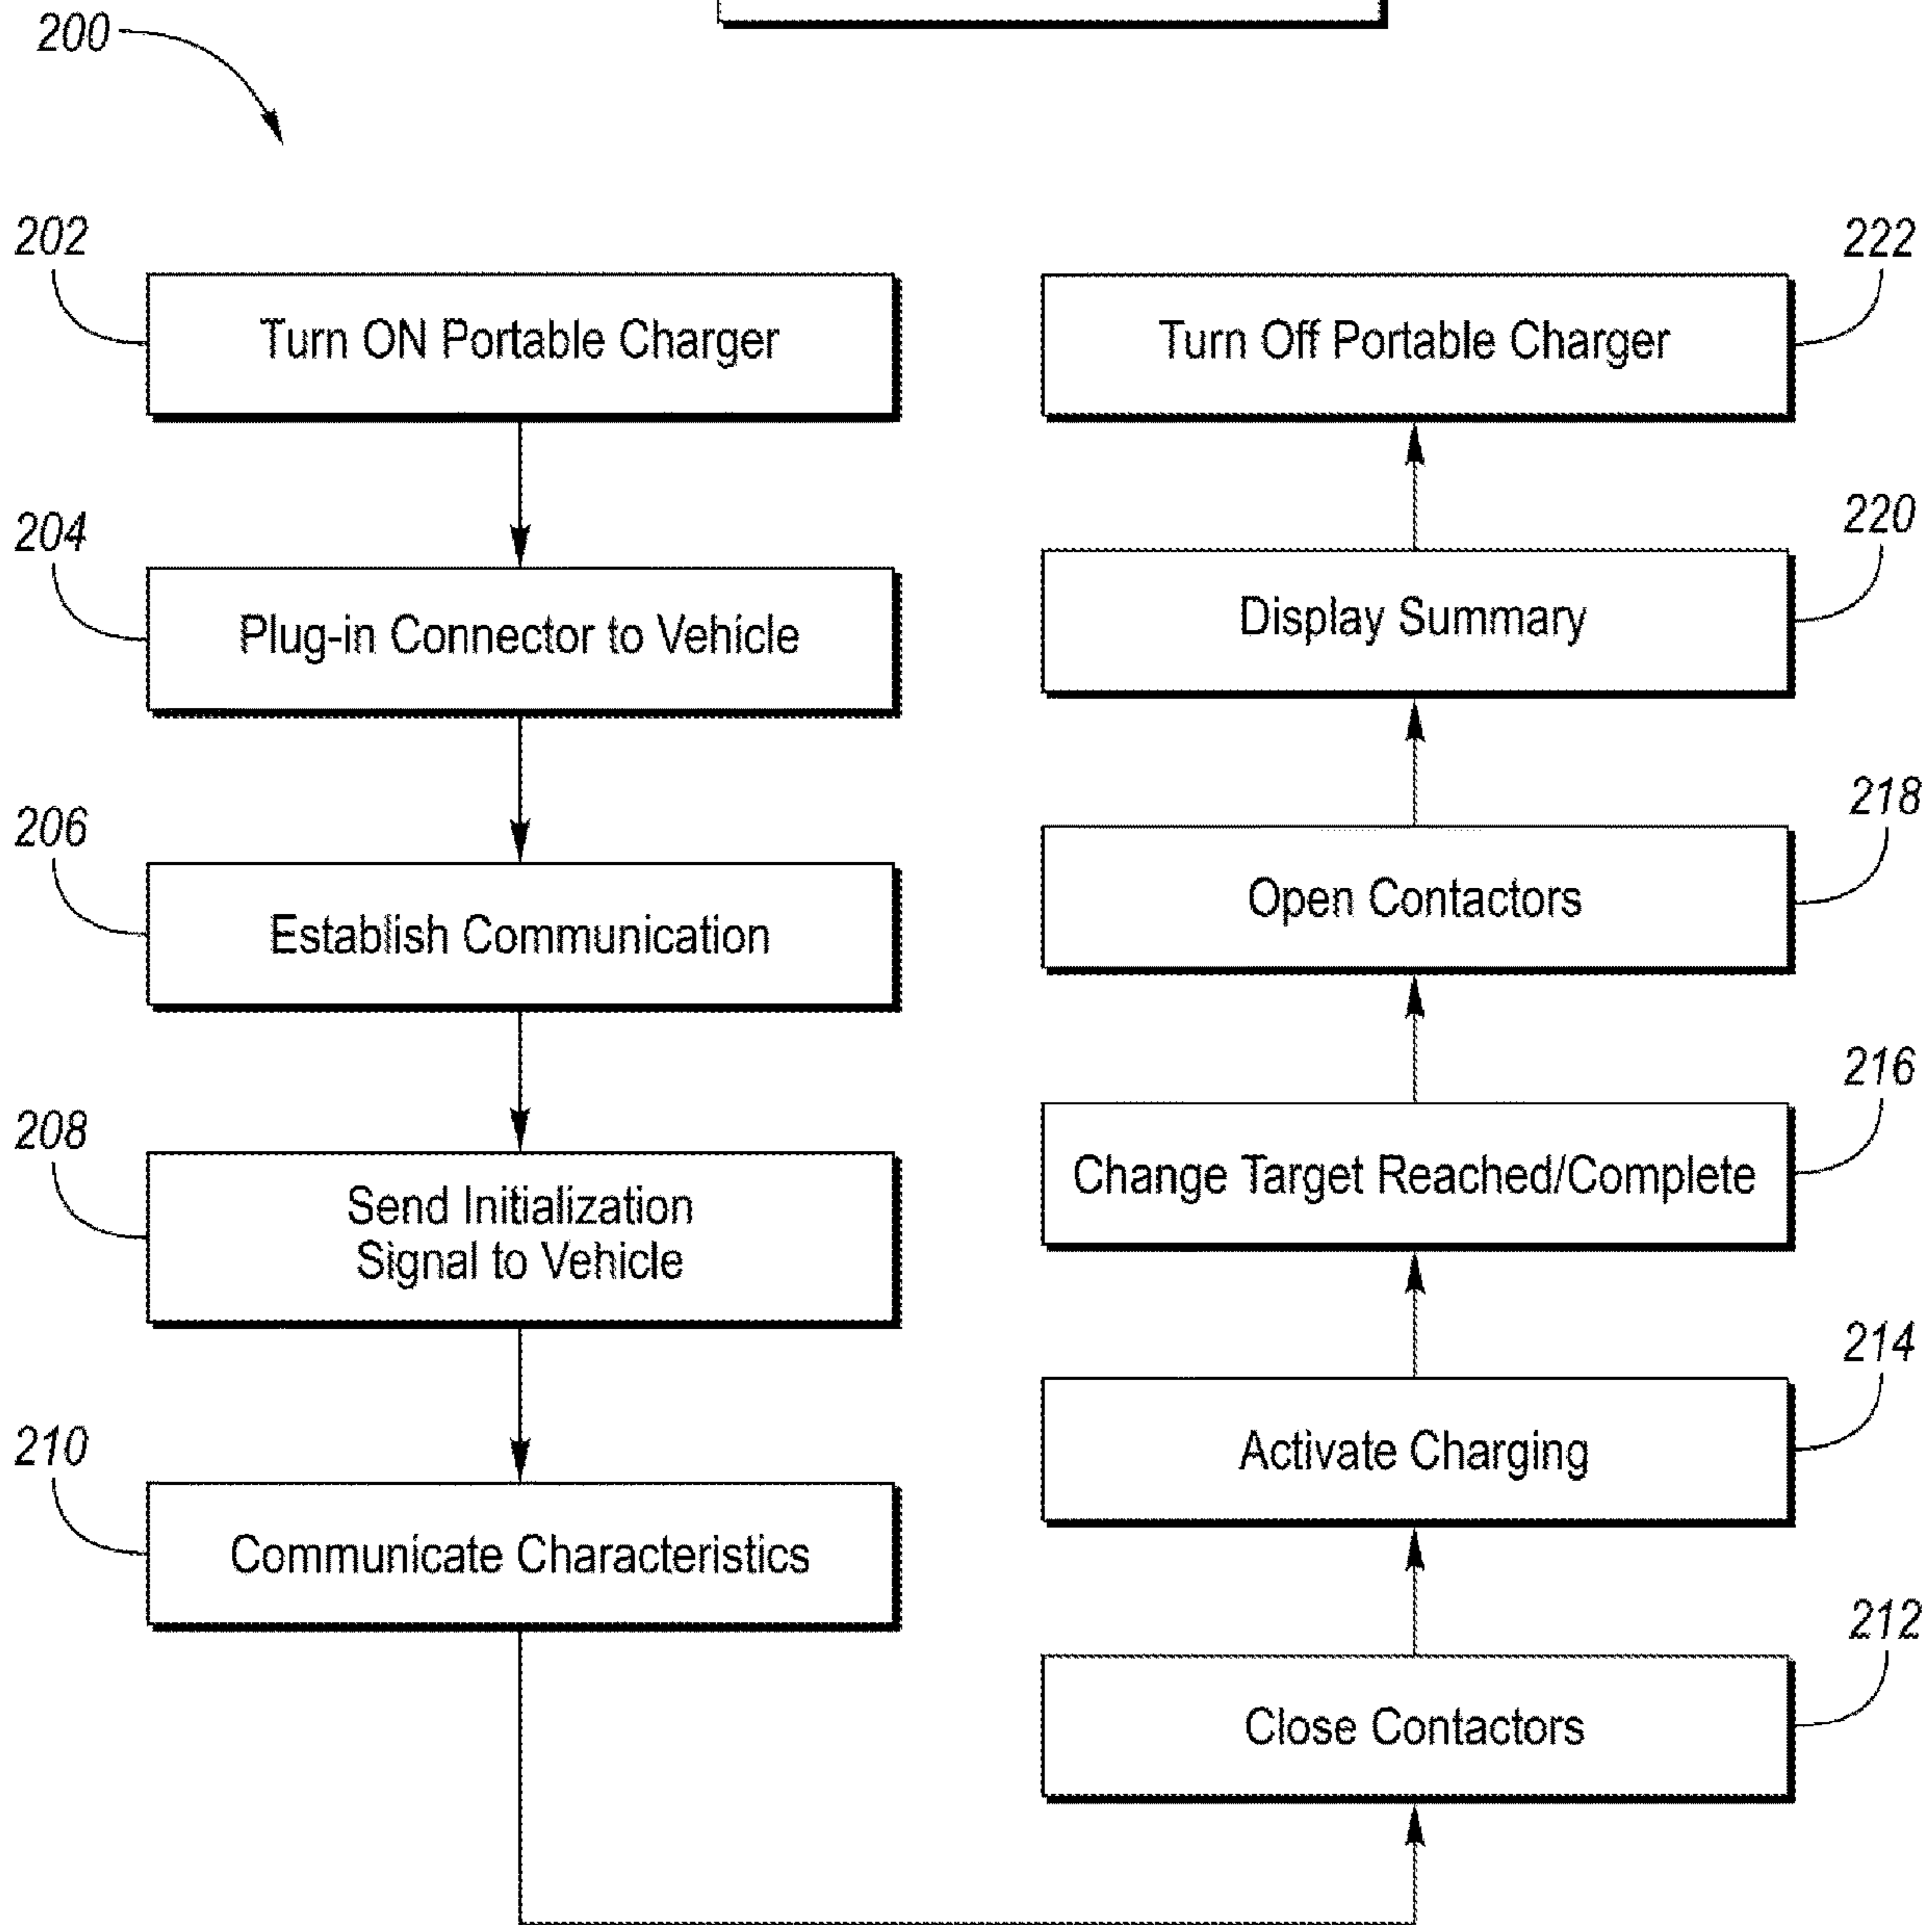 200
202
Turn ON Portable Charger
204
Plug-in Connector to Vehicle
206
Establish Communication
208
Send Initialization
Signal to Vehicle
210
Communicate Characteristics
222
Turn Off Portable Charger
220
Display Summary
218
Open Contactors
216
Change Target Reached/Complete
214
Activate Charging
212
Close Contactors